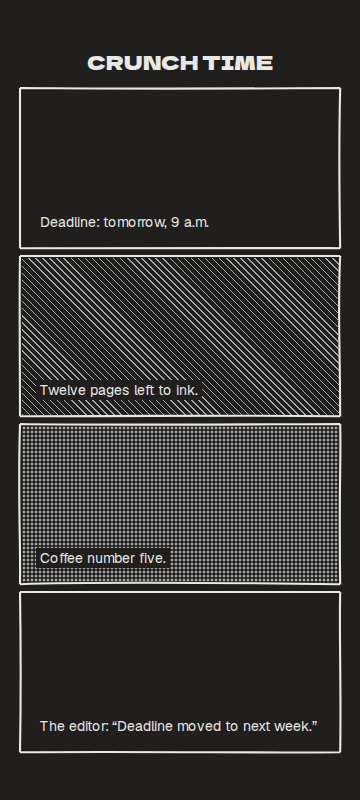 CRUNCH TIME
Deadline: tomorrow, 9 a.m.
Twelve pages left to ink.
Coffee number five.
The editor: “Deadline moved to next week.”